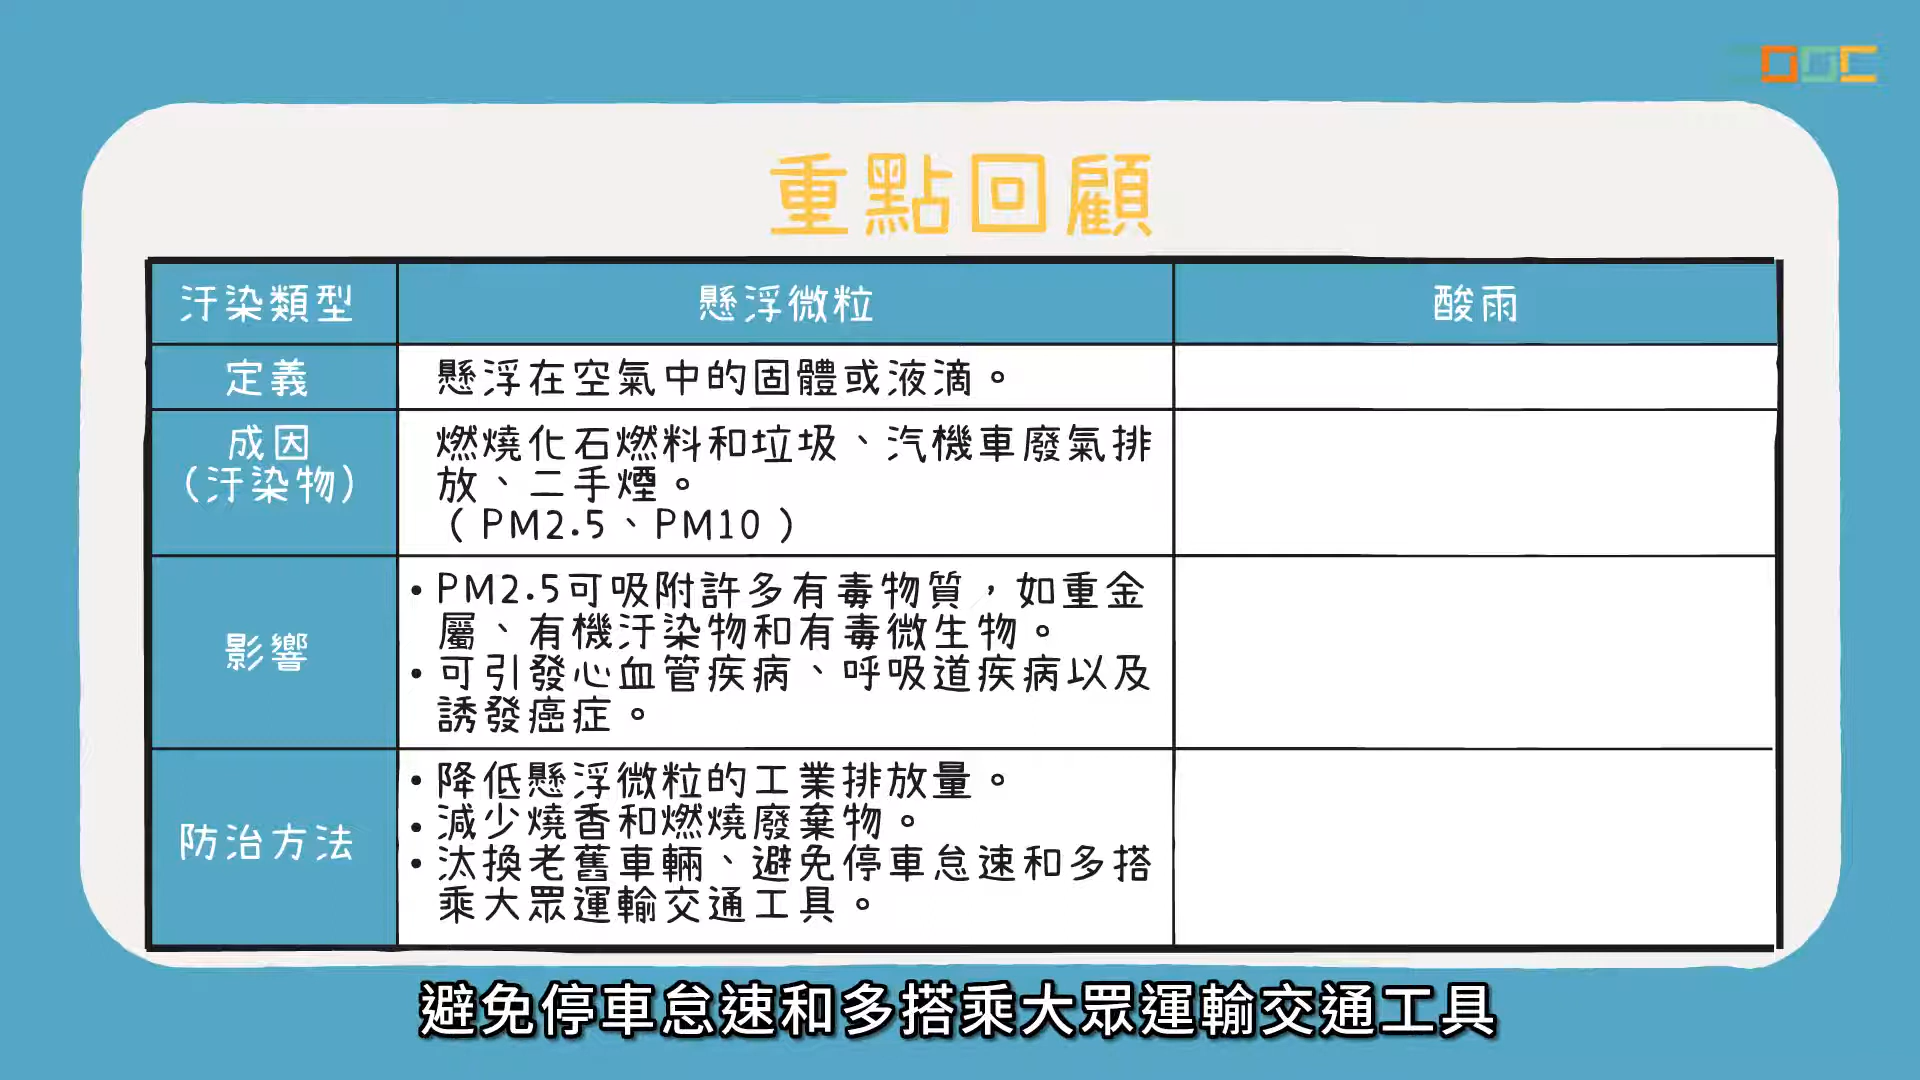 重點回顧
汙染類型
懸浮微粒
酸雨
定義
懸浮在空氣中的固體或液滴。
成因
(汙染物)
燃燒化石燃料和垃圾、汽機車廢氣排
放、二手煙。
(PM2.5、PM10)
影響
•PM2.5可吸附許多有毒物質,如重金
屬、有機汙染物和有毒微生物。
•可引發心血管疾病、呼吸道疾病以及
誘發癌症。
防治方法
•降低懸浮微粒的工業排放量。
•減少燒香和燃燒廢棄物。
•汰換老舊車輛、避免停車怠速和多搭
乘大眾運輸交通工具。
避免停車怠速和多搭乘大眾運輸交通工具